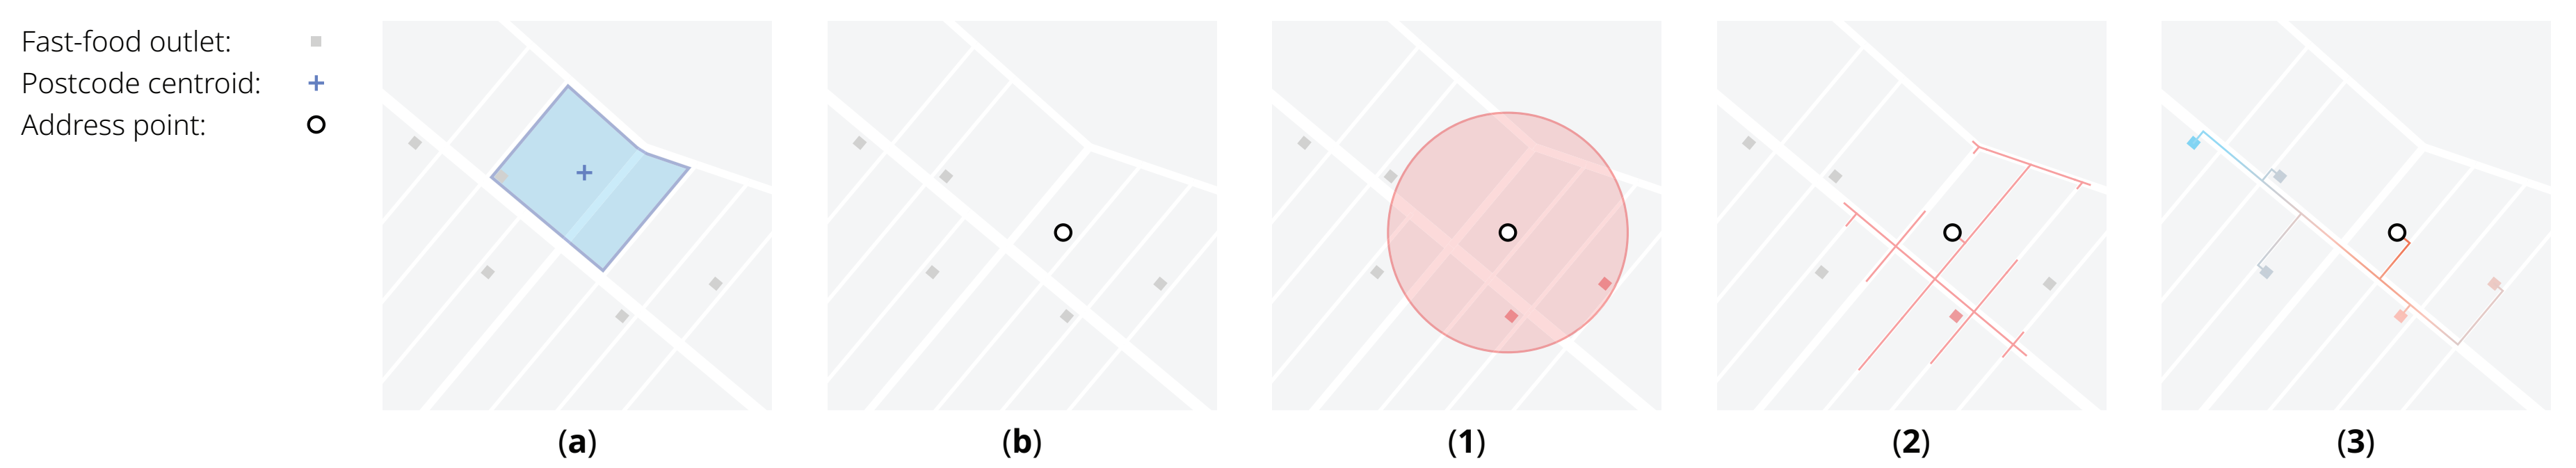 Fast-food outlet:
Postcode centroid:
Address point:
(a)
(b)
(1)
(2)
(3)